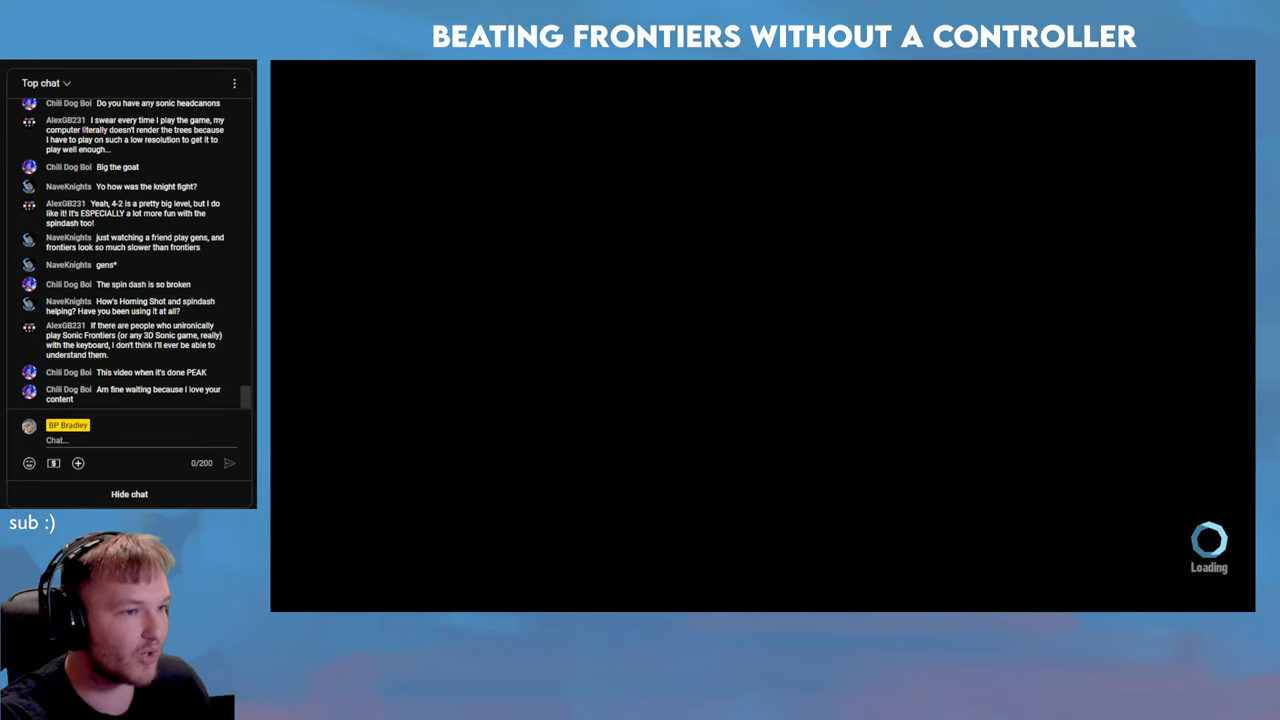 BEATING FRONTIERS WITHOUT A CONTROLLER
Top chat
Chili Dog Boi Do you have any sonic headcanons
AlexGB231 I swear every time I play the game, my
computer literally doesn't render the trees because
I have to play on such a low resolution to get it to
play well enough...
Chili Dog Boi Big the goat
NaveKnights Yo how was the knight fight?
AlexGB231 Yeah, 4-2 is a pretty big level, but I do
like it! It's ESPECIALLY a lot more fun with the
spindash too!
NaveKnights just watching a friend play gens, and
frontiers look so much slower than frontiers
NaveKnights gens*
Chili Dog Boi The spin dash is so broken
NaveKnights How's Homing Shot and spindash
helping? Have you been using it at all?
AlexGB231 If there are people who unironically
play Sonic Frontiers (or any 3D Sonic game, really)
with the keyboard, I don't think I'll ever be able to
understand them.
Chili Dog Boi This video when it's done PEAK
Chili Dog Boi Am fine waiting because I love your
content
BP Bradley
Chat...
0/200
Hide chat
sub :)
Loading